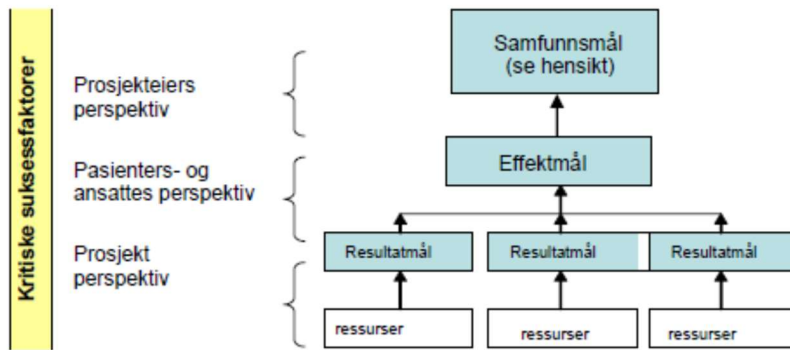 Kritiske suksessfaktorer
Prosjekteiers
perspektiv
Pasienters- og
ansattes perspektiv
Prosjekt
perspektiv
Samfunnsmål
(se hensikt)
Effektmål
Resultatmål
Resultatmål
Resultatmål
ressurser
ressurser
ressurser